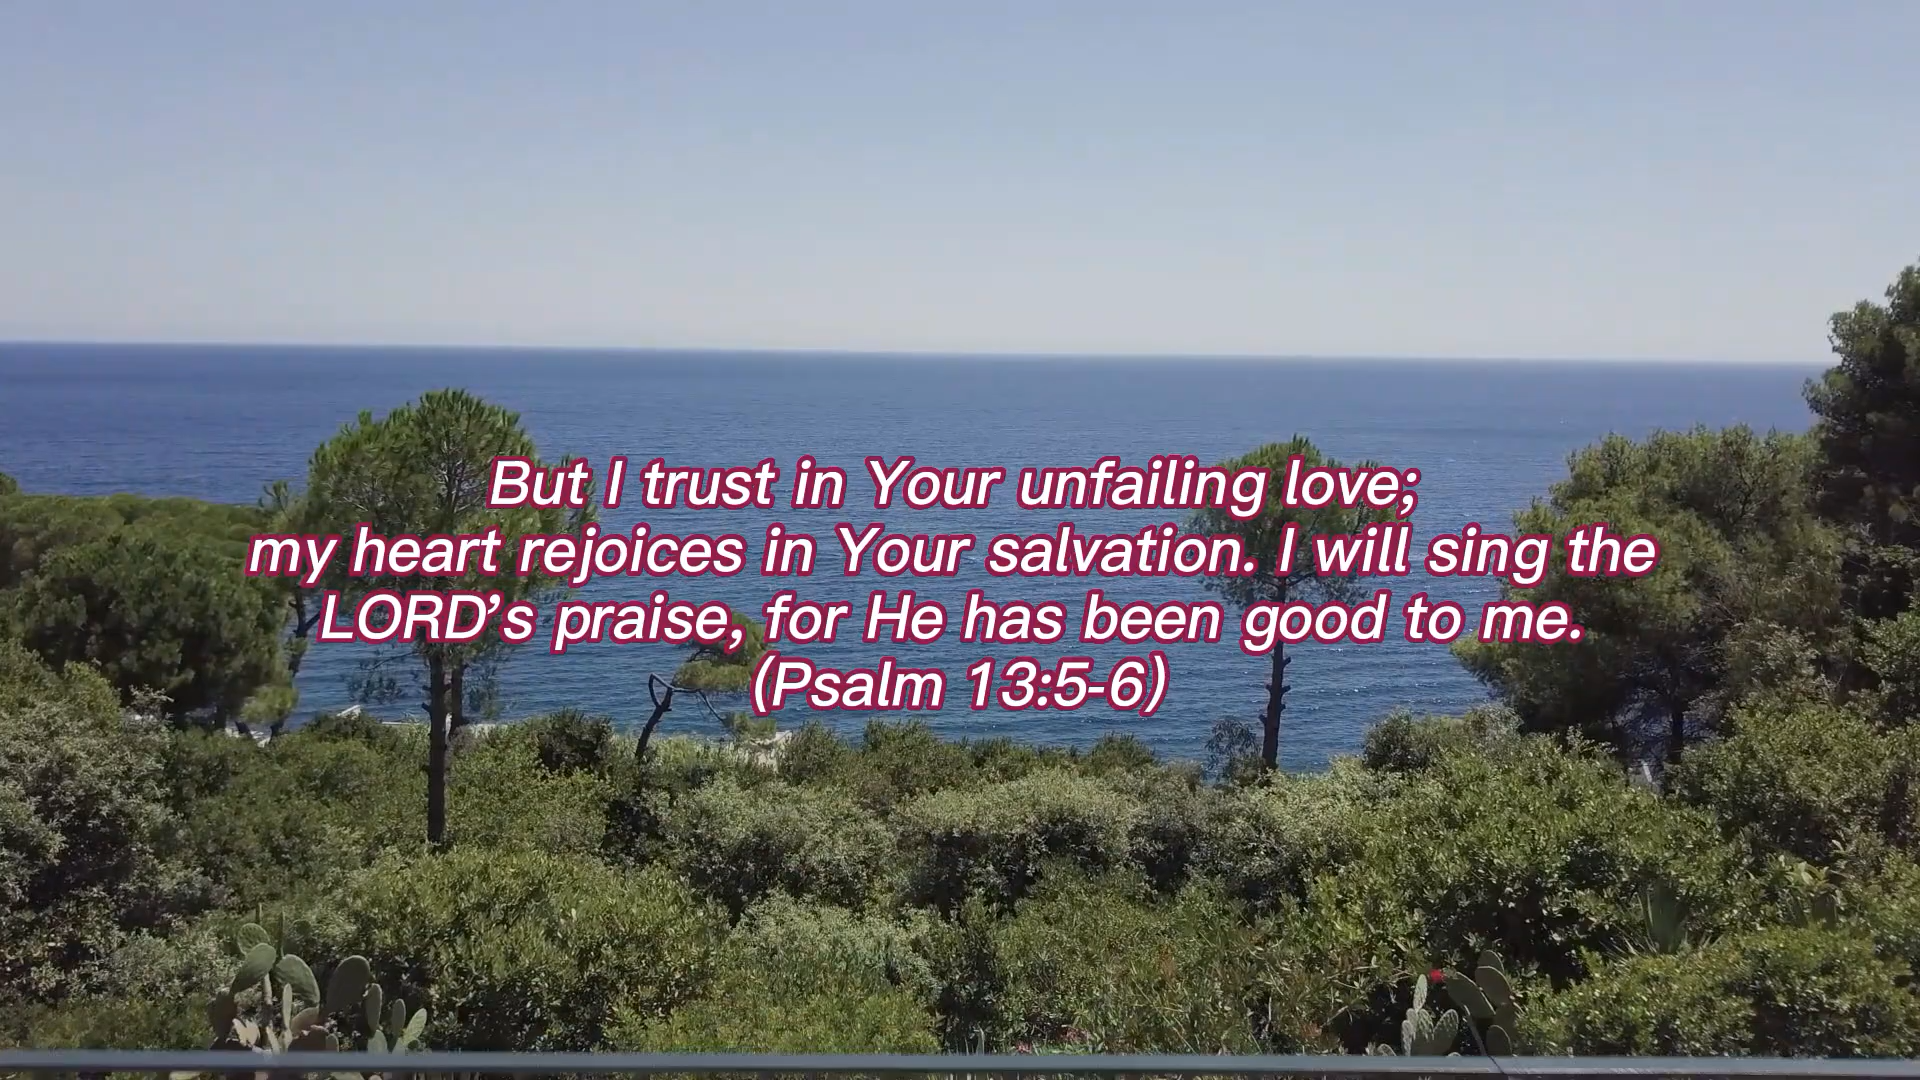 But I trust in Your unfailing love;
my heart rejoices in Your salvation. I will sing the
LORD’s praise, for He has been good to me.
(Psalm 13:5-6)